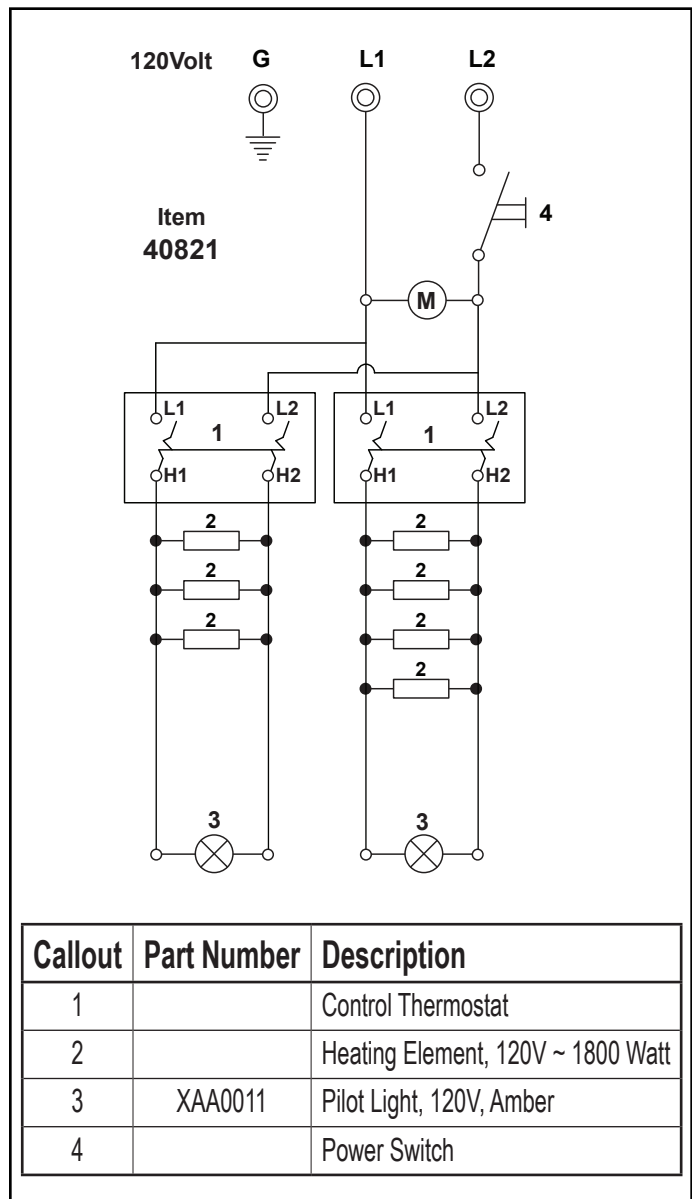 120Volt G L1 L2
4
Item
40821
M
L1 L2 L1 L2
1 1
H1 H2 H1 H2
2 2
2 2
2 2
2
3 3
Callout Part Number Description
1 Control Thermostat
2 Heating Element, 120V ~ 1800 Watt
3 XAA0011 Pilot Light, 120V, Amber
4 Power Switch